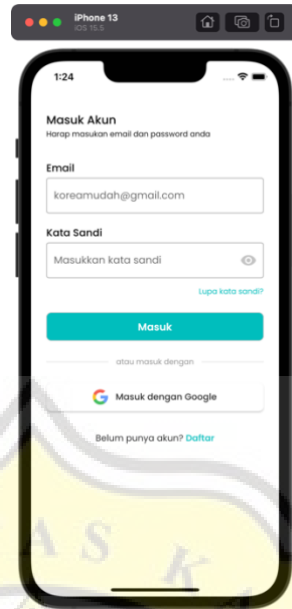 iPhone 13
iOS 15.5
1:24
Masuk Akun
Harap masukan email dan password anda
Email
koreamudah@gmail.com
Kata Sandi
Masukkan kata sandi
Lupa kata sandi?
Masuk
atau masuk dengan
Masuk dengan Google
Belum punya akun? Daftar
A S K